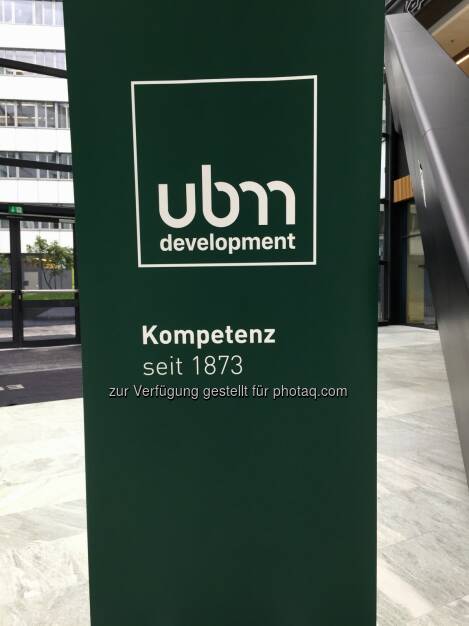 ubm
development
Kompetenz
seit 1873
zur Verfügung gestellt für photaq.com